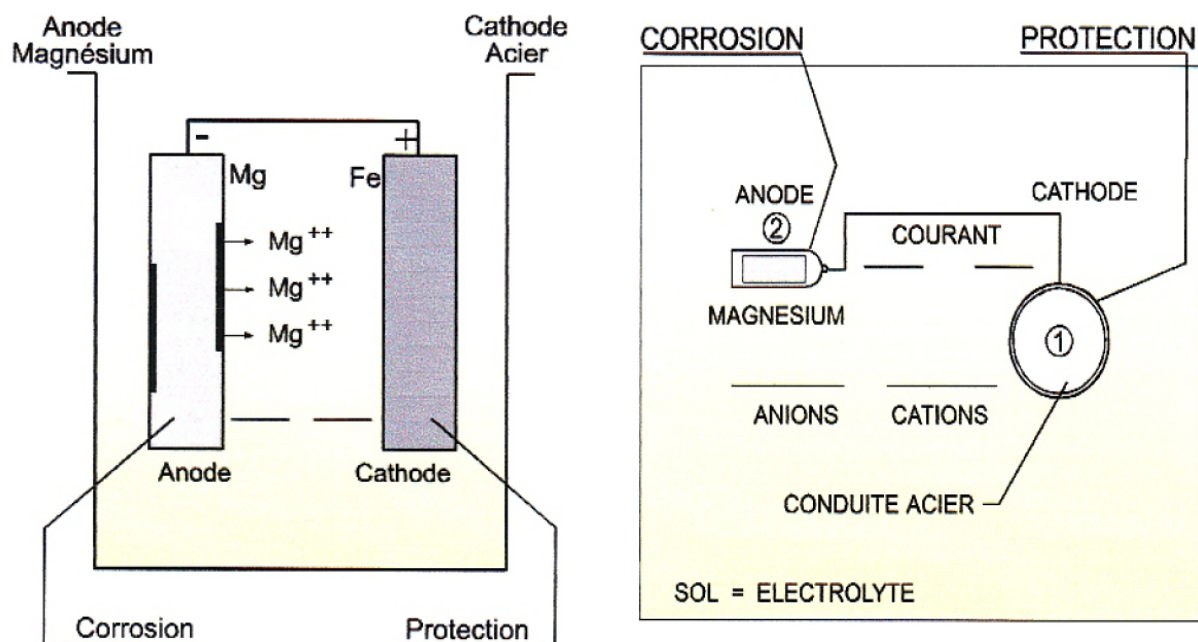 Anode
Magnésium
Cathode
Acier
-
+
Mg
Fe
Mg++
Mg++
Mg++
Anode
Cathode
Corrosion
Protection
CORROSION
PROTECTION
ANODE
②
CATHODE
COURANT
MAGNESIUM
①
ANIONS
CATIONS
CONDUITE ACIER
SOL = ELECTROLYTE